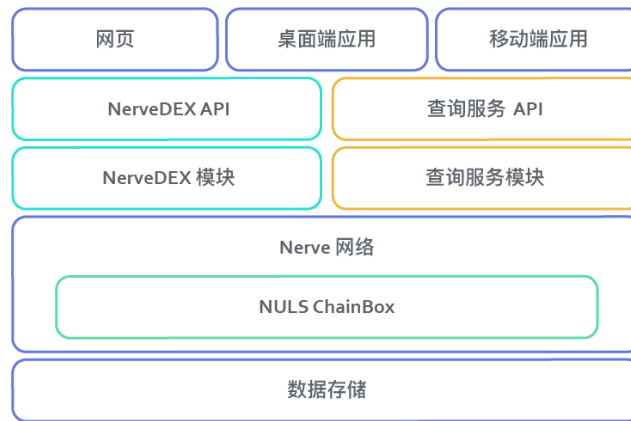 网页 桌面端应用 移动端应用
NerveDEX API 查询服务 API
NerveDEX 模块 查询服务模块
Nerve 网络
NULS ChainBox
数据存储